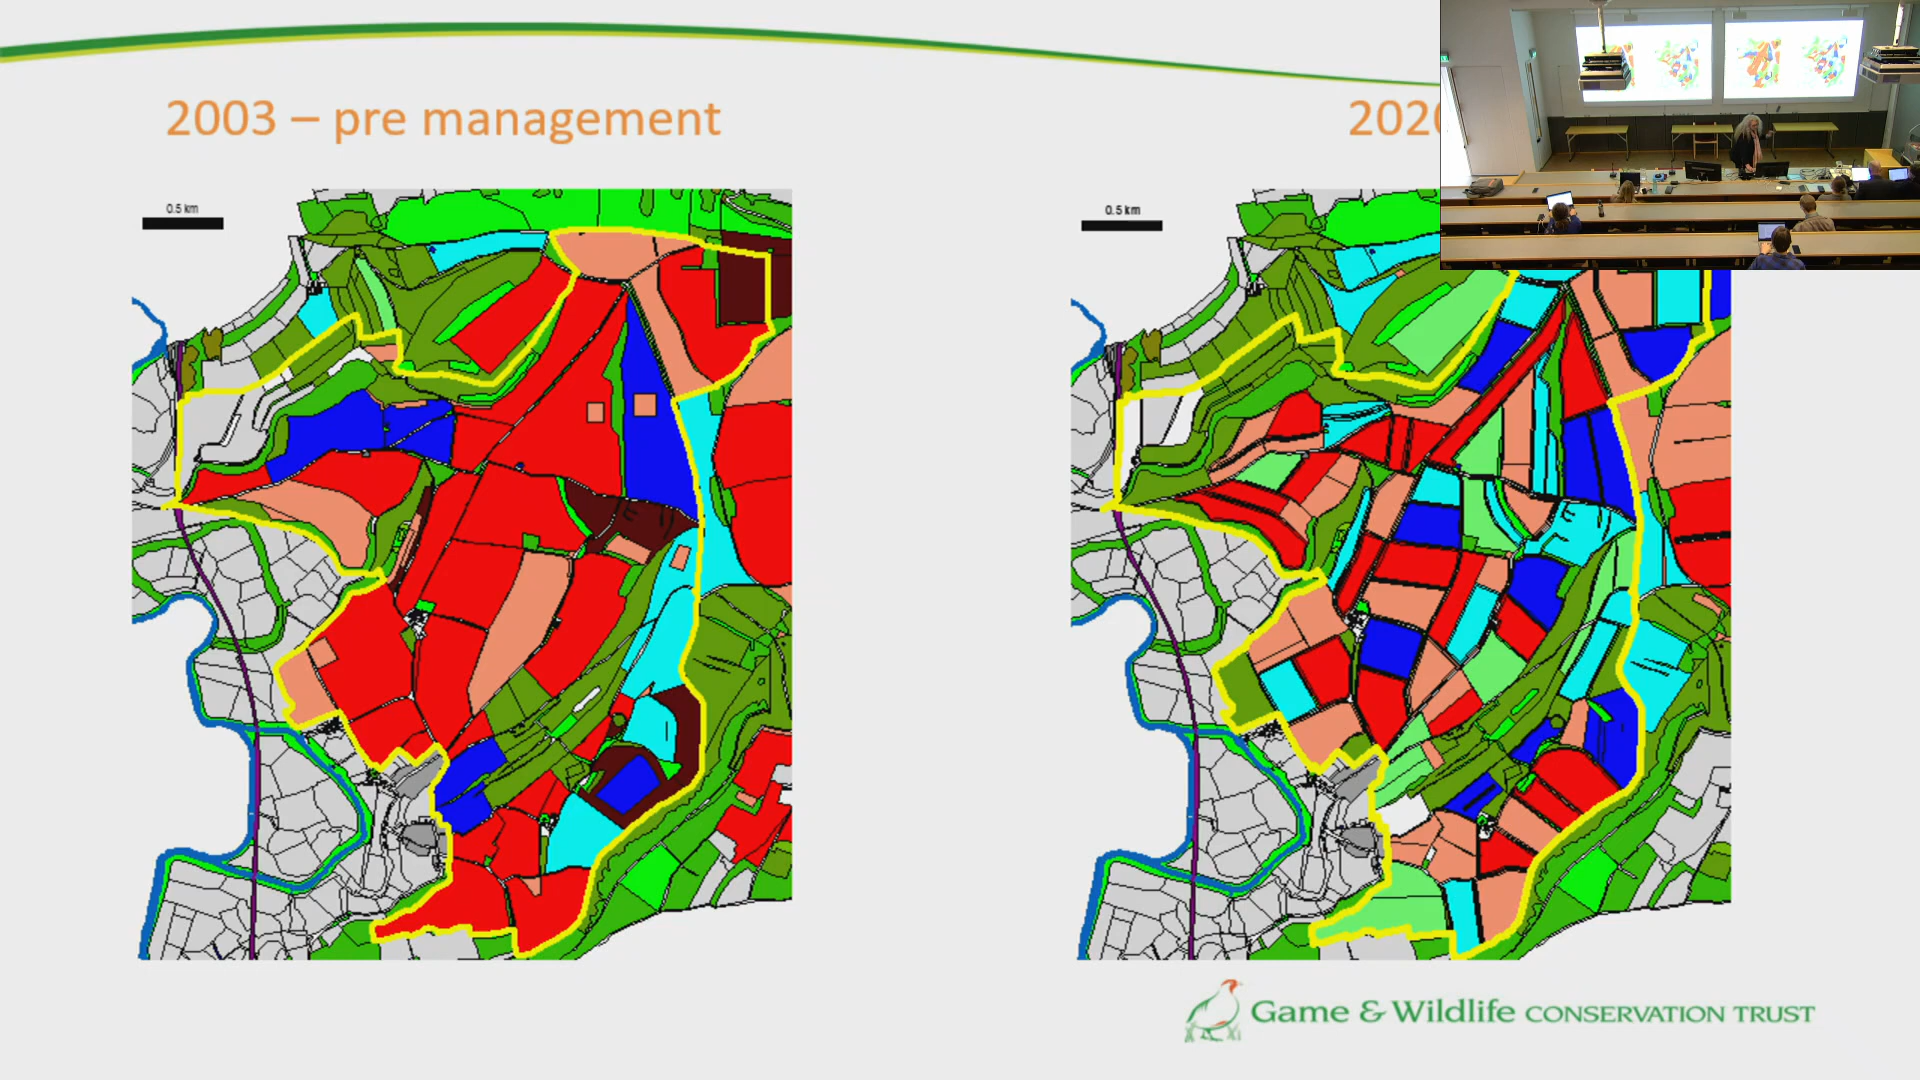 2003 – pre management
202
0.5 km
0.5 km
Game & Wildlife CONSERVATION TRUST